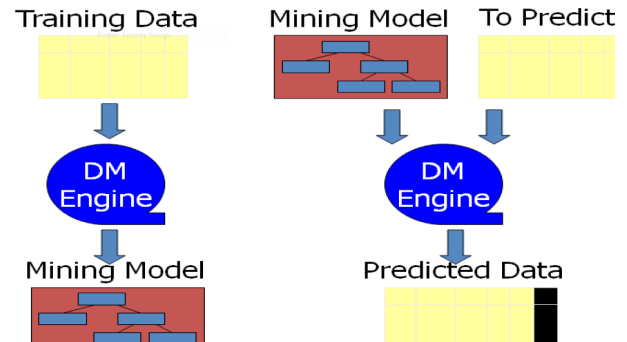 Training Data
Mining Model
To Predict
DM
Engine
DM
Engine
Mining Model
Predicted Data